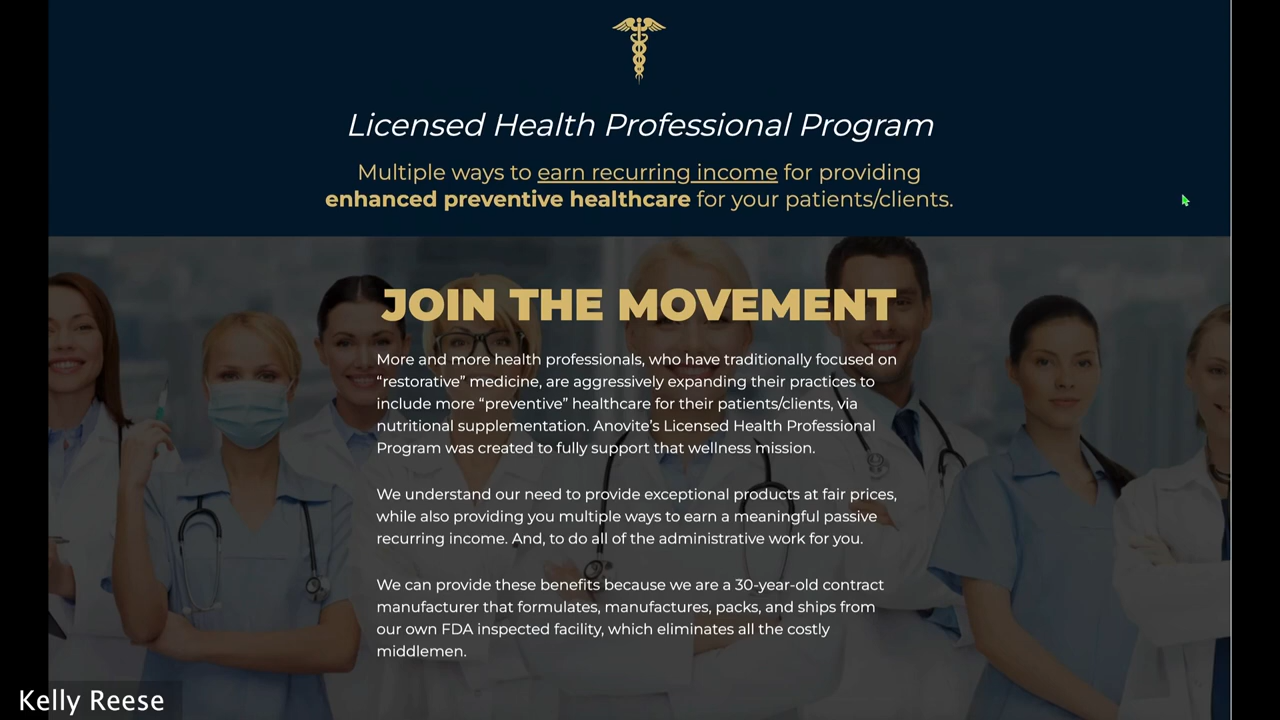 Licensed Health Professional Program
Multiple ways to earn recurring income for providing
enhanced preventive healthcare for your patients/clients.
JOIN THE MOVEMENT
More and more health professionals, who have traditionally focused on
“restorative” medicine, are aggressively expanding their practices to
include more “preventive” healthcare for their patients/clients, via
nutritional supplementation. Anovite’s Licensed Health Professional
Program was created to fully support that wellness mission.
We understand our need to provide exceptional products at fair prices,
while also providing you multiple ways to earn a meaningful passive
recurring income. And, to do all of the administrative work for you.
We can provide these benefits because we are a 30-year-old contract
manufacturer that formulates, manufactures, packs, and ships from
our own FDA inspected facility, which eliminates all the costly
middlemen.
Kelly Reese